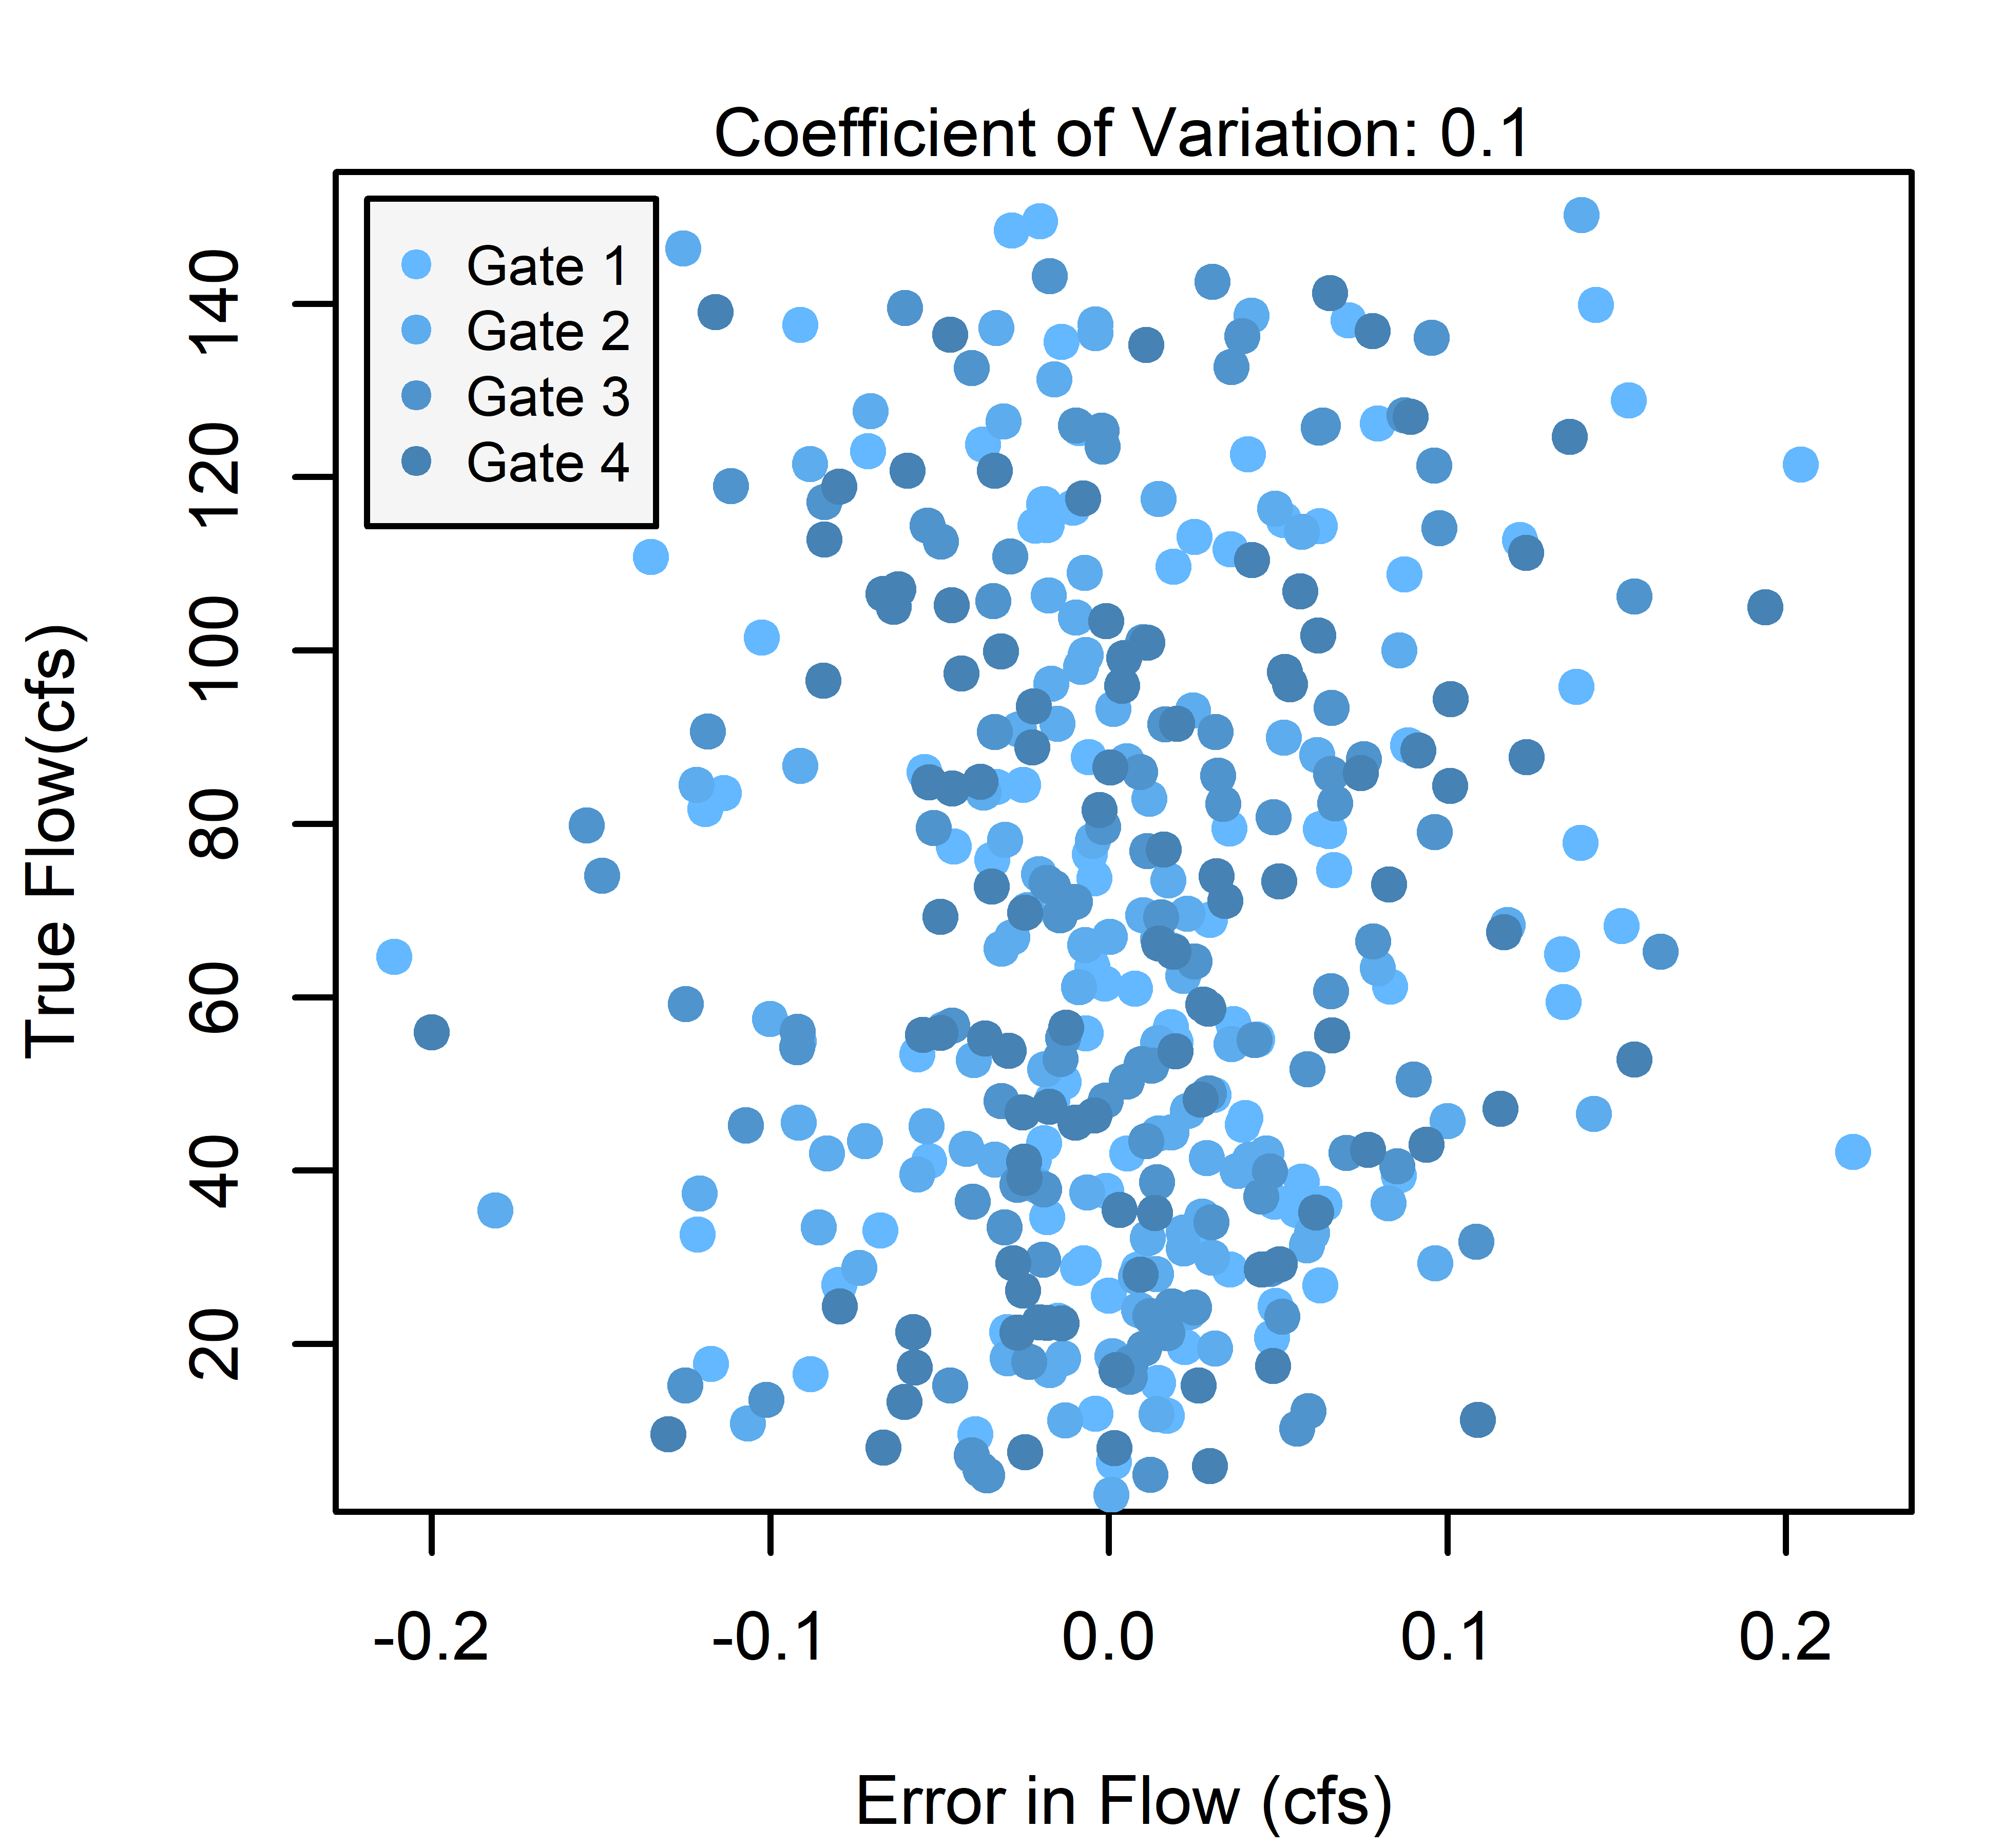 Coefficient of Variation: 0.1
Gate 1
Gate 2
Gate 3
Gate 4
True Flow(cfs)
140
120
100
80
60
40
20
-0.2 -0.1 0.0 0.1 0.2
Error in Flow (cfs)